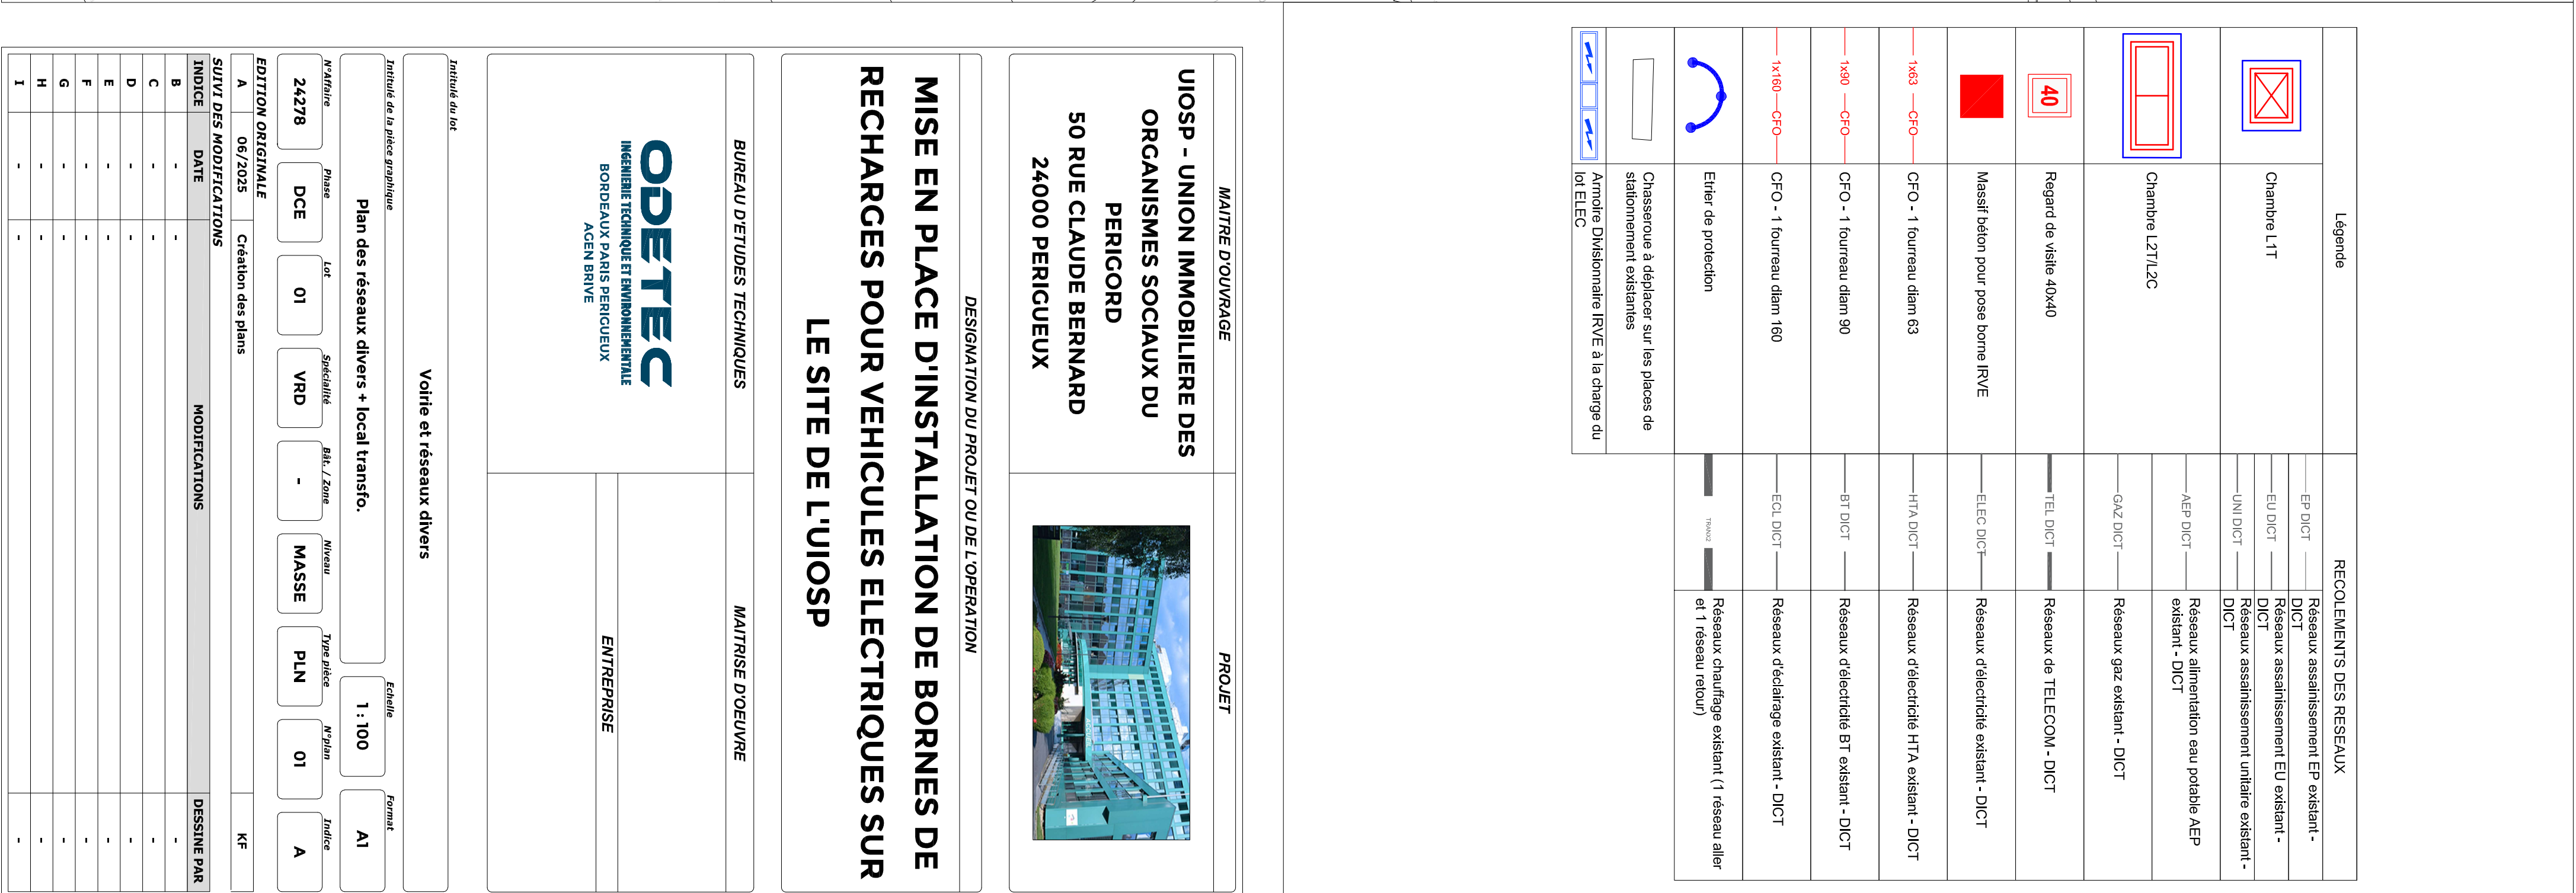 Légende
Chambre L1T
Chambre L2T/L2C
40
Regard de visite 40x40
Massif béton pour pose borne IRVE
1x63 CFO
CFO - 1 fourreau diam 63
1x90 CFO
CFO - 1 fourreau diam 90
1x160 CFO
CFO - 1 fourreau diam 160
Etrier de protection
Chasseroue à déplacer sur les places de
stationnement existantes
Armoire Divisionnaire IRVE à la charge du
lot ELEC
RECOLEMENTS DES RESEAUX
EP DICT
Réseaux assainissement EP existant -
DICT
EU DICT
Réseaux assainissement EU existant -
DICT
UNI DICT
Réseaux assainissement unitaire existant -
DICT
AEP DICT
Réseaux alimentation eau potable AEP
existant - DICT
GAZ DICT
Réseaux gaz existant - DICT
TEL DICT
Réseaux de TELECOM - DICT
ELEC DICT
Réseaux d'électricité existant - DICT
HTA DICT
Réseaux d'électricité HTA existant - DICT
BT DICT
Réseaux d'électricité BT existant - DICT
ECL DICT
Réseaux d'éclairage existant - DICT
TRANX2
Réseaux chauffage existant (1 réseau aller
et 1 réseau retour)
MAITRE D'OUVRAGE
UIOSP - UNION IMMOBILIERE DES
ORGANISMES SOCIAUX DU
PERIGORD
50 RUE CLAUDE BERNARD
24000 PERIGUEUX
PROJET
DESIGNATION DU PROJET OU DE L'OPERATION
MISE EN PLACE D'INSTALLATION DE BORNES DE
RECHARGES POUR VEHICULES ELECTRIQUES SUR
LE SITE DE L'UIOSP
BUREAU D'ETUDES TECHNIQUES
ODETEC
INGENIERIE TECHNIQUE ET ENVIRONNEMENTALE
BORDEAUX PARIS PERIGUEUX
AGEN BRIVE
MAITRISE D'OEUVRE
ENTREPRISE
Intitulé du lot
Voirie et réseaux divers
Intitulé de la pièce graphique
Plan des réseaux divers + local transfo.
Echelle
1 : 100
Format
A1
N°Affaire
24278
Phase
DCE
Lot
01
Spécialité
VRD
Bât. / Zone
-
Niveau
MASSE
Type pièce
PLN
N°plan
01
Indice
A
EDITION ORIGINALE
A 06/2025 Création des plans KF
SUIVI DES MODIFICATIONS
INDICE DATE MODIFICATIONS DESSINE PAR
B - - -
C - - -
D - - -
E - - -
F - - -
G - - -
H - - -
I - - -